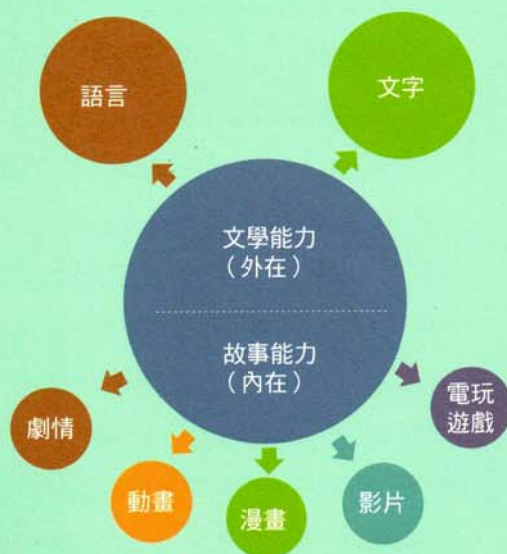 語言
文字
文學能力
（外在）
故事能力
（內在）
劇情
動畫
漫畫
影片
電玩
遊戲